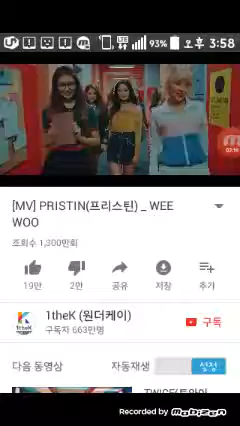 93% 오후 3:58
[MV] PRISTIN(프리스틴) _ WEE
WOO
조회수 1,300만회
19만 2만 공유 저장 추가
1theK (원더케이)
구독자 663만명
구독
다음 동영상 자동재생 설정
Recorded by Mobizen